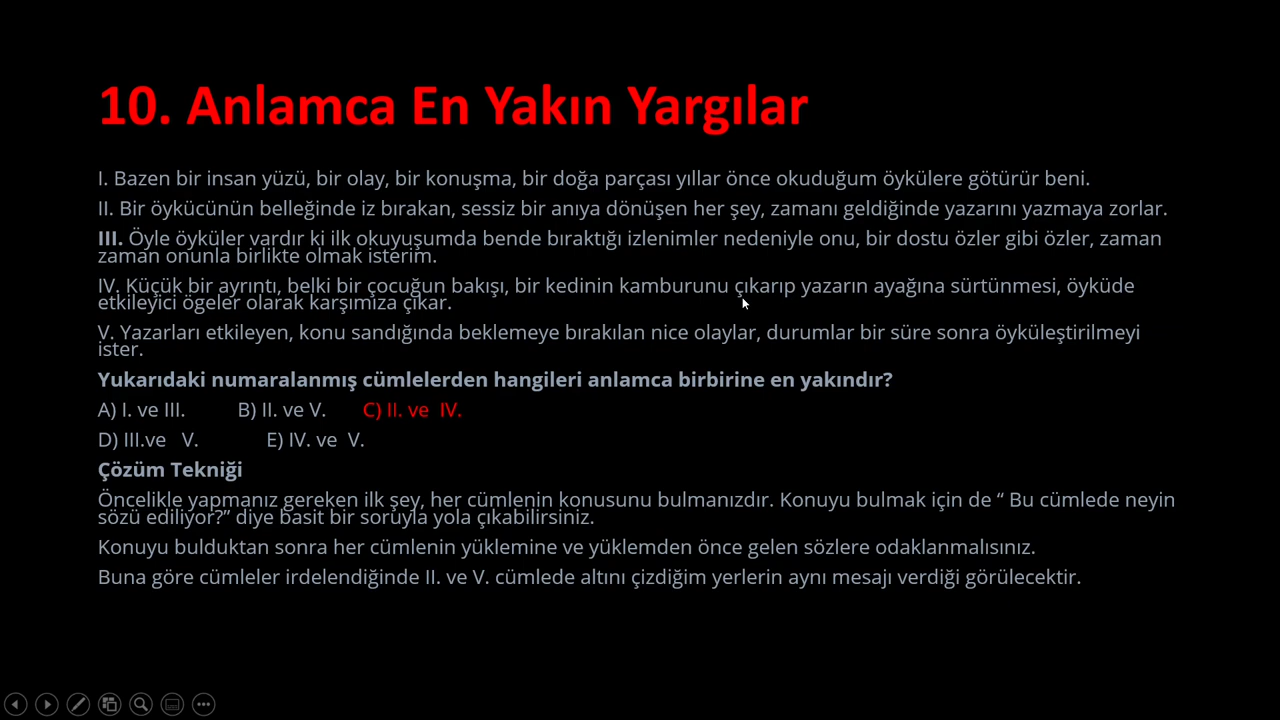 10. Anlamca En Yakın Yargılar
I. Bazen bir insan yüzü, bir olay, bir konuşma, bir doğa parçası yıllar önce okuduğum öykülere götürür beni.
II. Bir öykücünün belleğinde iz bırakan, sessiz bir anıya dönüşen her şey, zamanı geldiğinde yazarını yazmaya zorlar.
III. Öyle öyküler vardır ki ilk okuyuşumda bende bıraktığı izlenimler nedeniyle onu, bir dostu özler gibi özler, zaman
zaman onunla birlikte olmak isterim.
IV. Küçük bir ayrıntı, belki bir çocuğun bakışı, bir kedinin kamburunu çıkarıp yazarın ayağına sürtünmesi, öyküde
etkileyici ögeler olarak karşımıza çıkar.
V. Yazarları etkileyen, konu sandığında beklemeye bırakılan nice olaylar, durumlar bir süre sonra öyküleştirilmeyi
ister.
Yukarıdaki numaralanmış cümlelerden hangileri anlamca birbirine en yakındır?
A) I. ve III. B) II. ve V. C) II. ve IV.
D) III.ve V. E) IV. ve V.
Çözüm Tekniği
Öncelikle yapmanız gereken ilk şey, her cümlenin konusunu bulmanızdır. Konuyu bulmak için de “ Bu cümlede neyin
sözü ediliyor?” diye basit bir soruyla yola çıkabilirsiniz.
Konuyu bulduktan sonra her cümlenin yüklemine ve yüklemden önce gelen sözlere odaklanmalısınız.
Buna göre cümleler irdelendiğinde II. ve V. cümlede altını çizdiğim yerlerin aynı mesajı verdiği görülecektir.